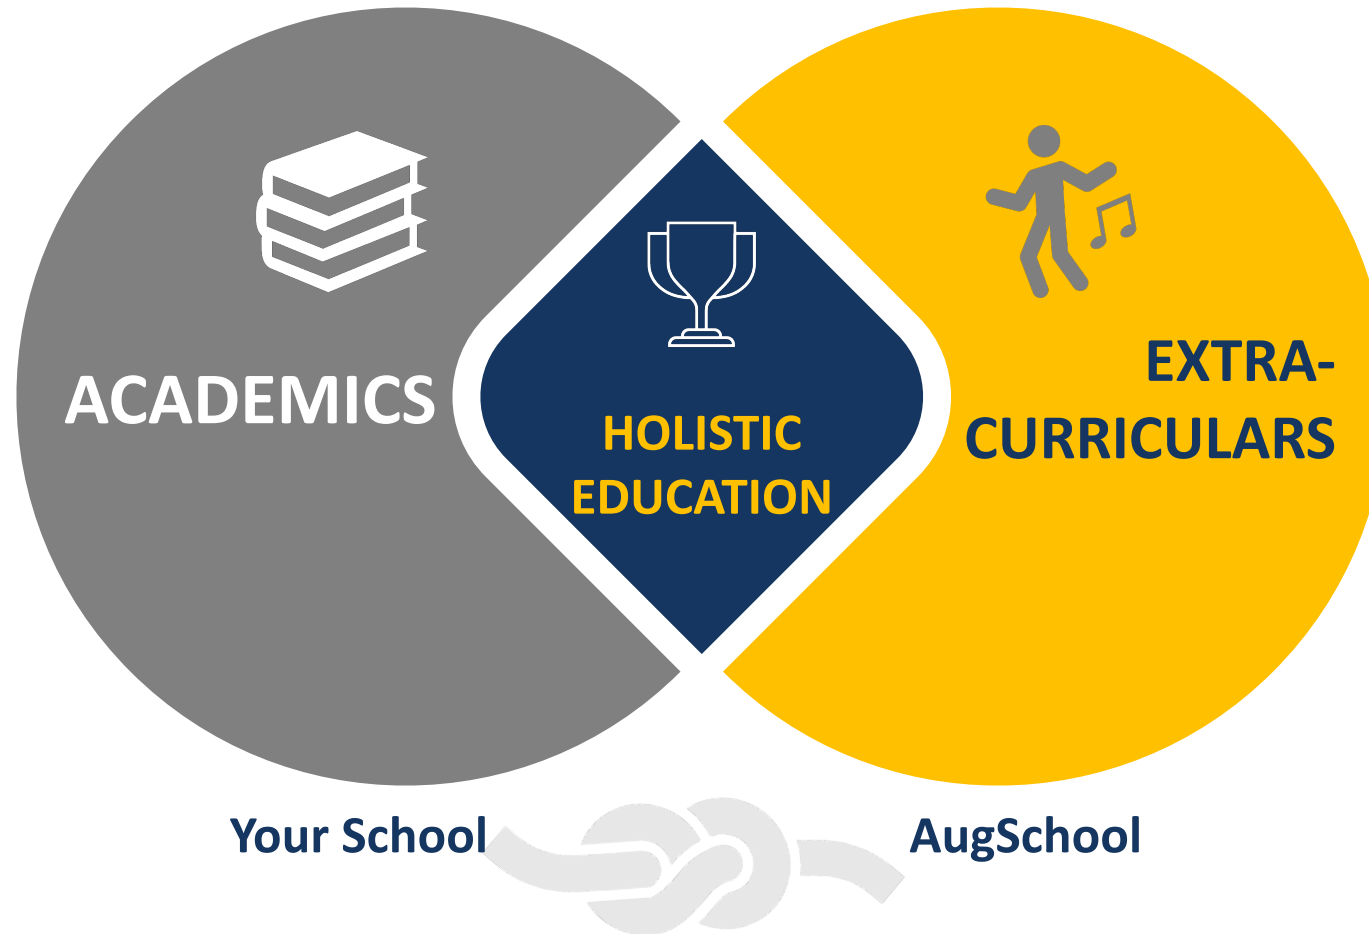 ACADEMICS
HOLISTIC
EDUCATION
EXTRA-
CURRICULARS
Your School
AugSchool